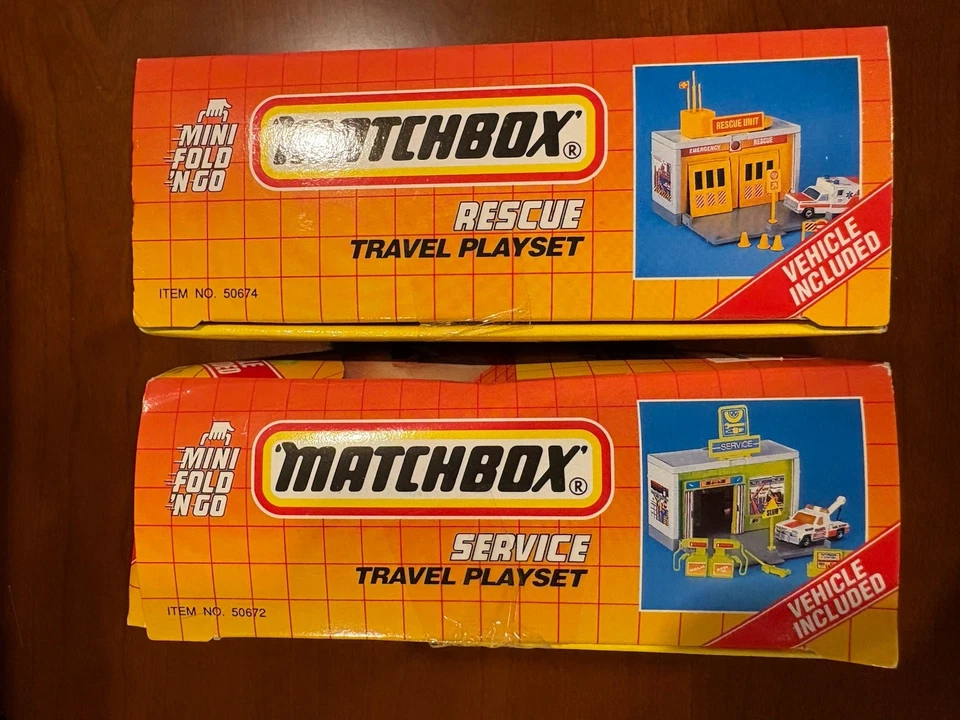 MINI
FOLD
'N GO
'MATCHBOX'®
RESCUE
TRAVEL PLAYSET
ITEM NO. 50674
RESCUE UNIT
EMERGENCY RESCUE
VEHICLE
INCLUDED
MINI
FOLD
'N GO
'MATCHBOX'®
SERVICE
TRAVEL PLAYSET
ITEM NO. 50672
SERVICE
SLOW
VEHICLE
INCLUDED